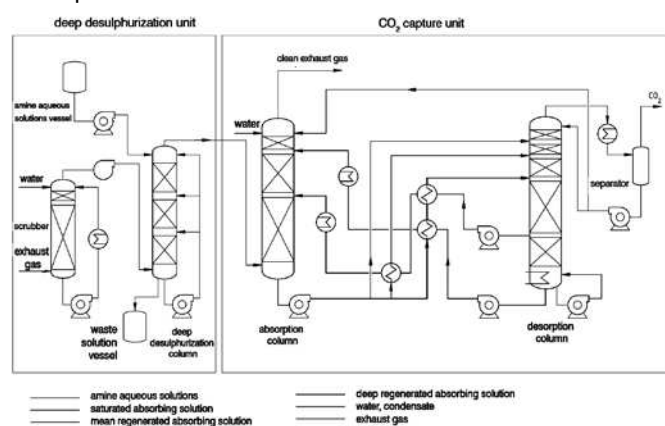 deep desulphurization unit
CO₂ capture unit
clean exhaust gas
CO₂
amine aqueous
solutions vessel
water
water
separator
scrubber
exhaust
gas
waste
solution
vessel
deep
desulphurization
column
absorption
column
desorption
column
amine aqueous solutions
saturated absorbing solution
mean regenerated absorbing solution
deep regenerated absorbing solution
water, condensate
exhaust gas